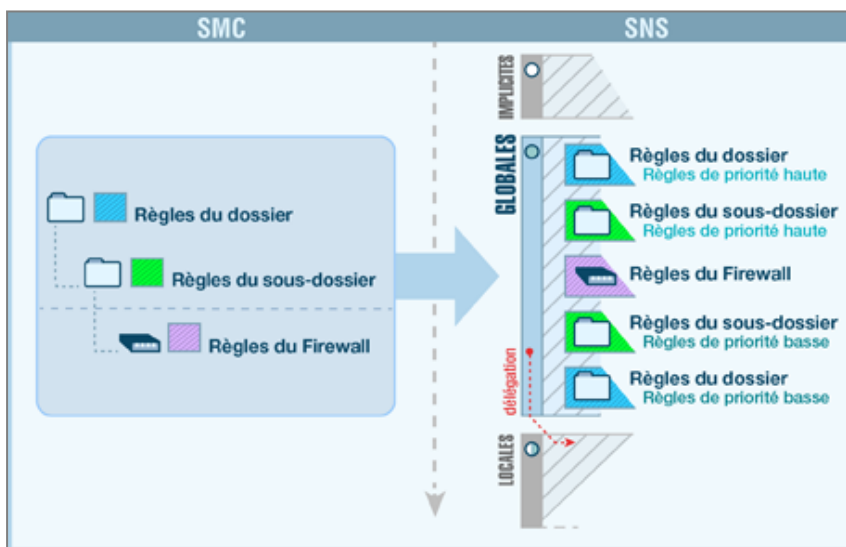 SMC
SNS
Règles du dossier
Règles du sous-dossier
Règles du Firewall
IMPLICITES
GLOBALES
Règles du dossier
Règles de priorité haute
Règles du sous-dossier
Règles de priorité haute
Règles du Firewall
Règles du sous-dossier
Règles de priorité basse
Règles du dossier
Règles de priorité basse
délégation
LOCALES